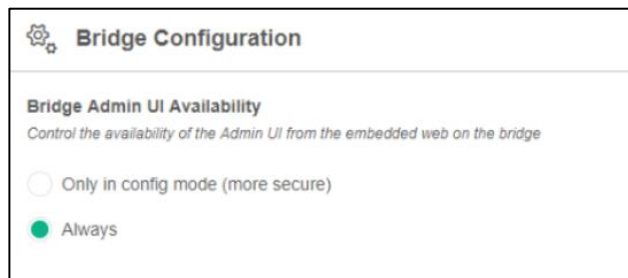 Bridge Configuration
Bridge Admin UI Availability
Control the availability of the Admin UI from the embedded web on the bridge
Only in config mode (more secure)
Always